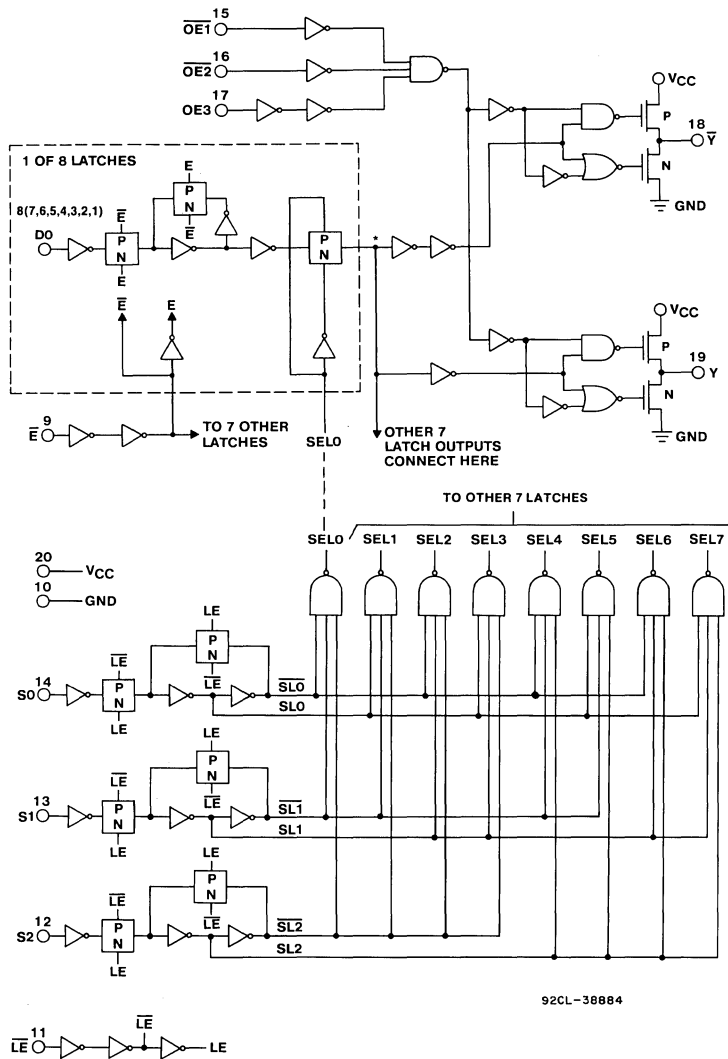 15
OE1
16
OE2
17
OE3
VCC
P
18
Y
N
GND
1 OF 8 LATCHES
E
P
N
E
8(7,6,5,4,3,2,1)
D0
E
P
N
E
P
N
*
E
E
9
E
TO 7 OTHER
LATCHES
SEL0
OTHER 7
LATCH OUTPUTS
CONNECT HERE
VCC
P
19
Y
N
GND
TO OTHER 7 LATCHES
SEL0 SEL1 SEL2 SEL3 SEL4 SEL5 SEL6 SEL7
20
VCC
10
GND
LE
P
N
LE
14
S0
LE
P
N
LE
SL0
SL0
LE
P
N
LE
13
S1
LE
P
N
LE
SL1
SL1
LE
P
N
LE
12
S2
LE
P
N
LE
SL2
SL2
92CL-38884
11
LE
LE
LE